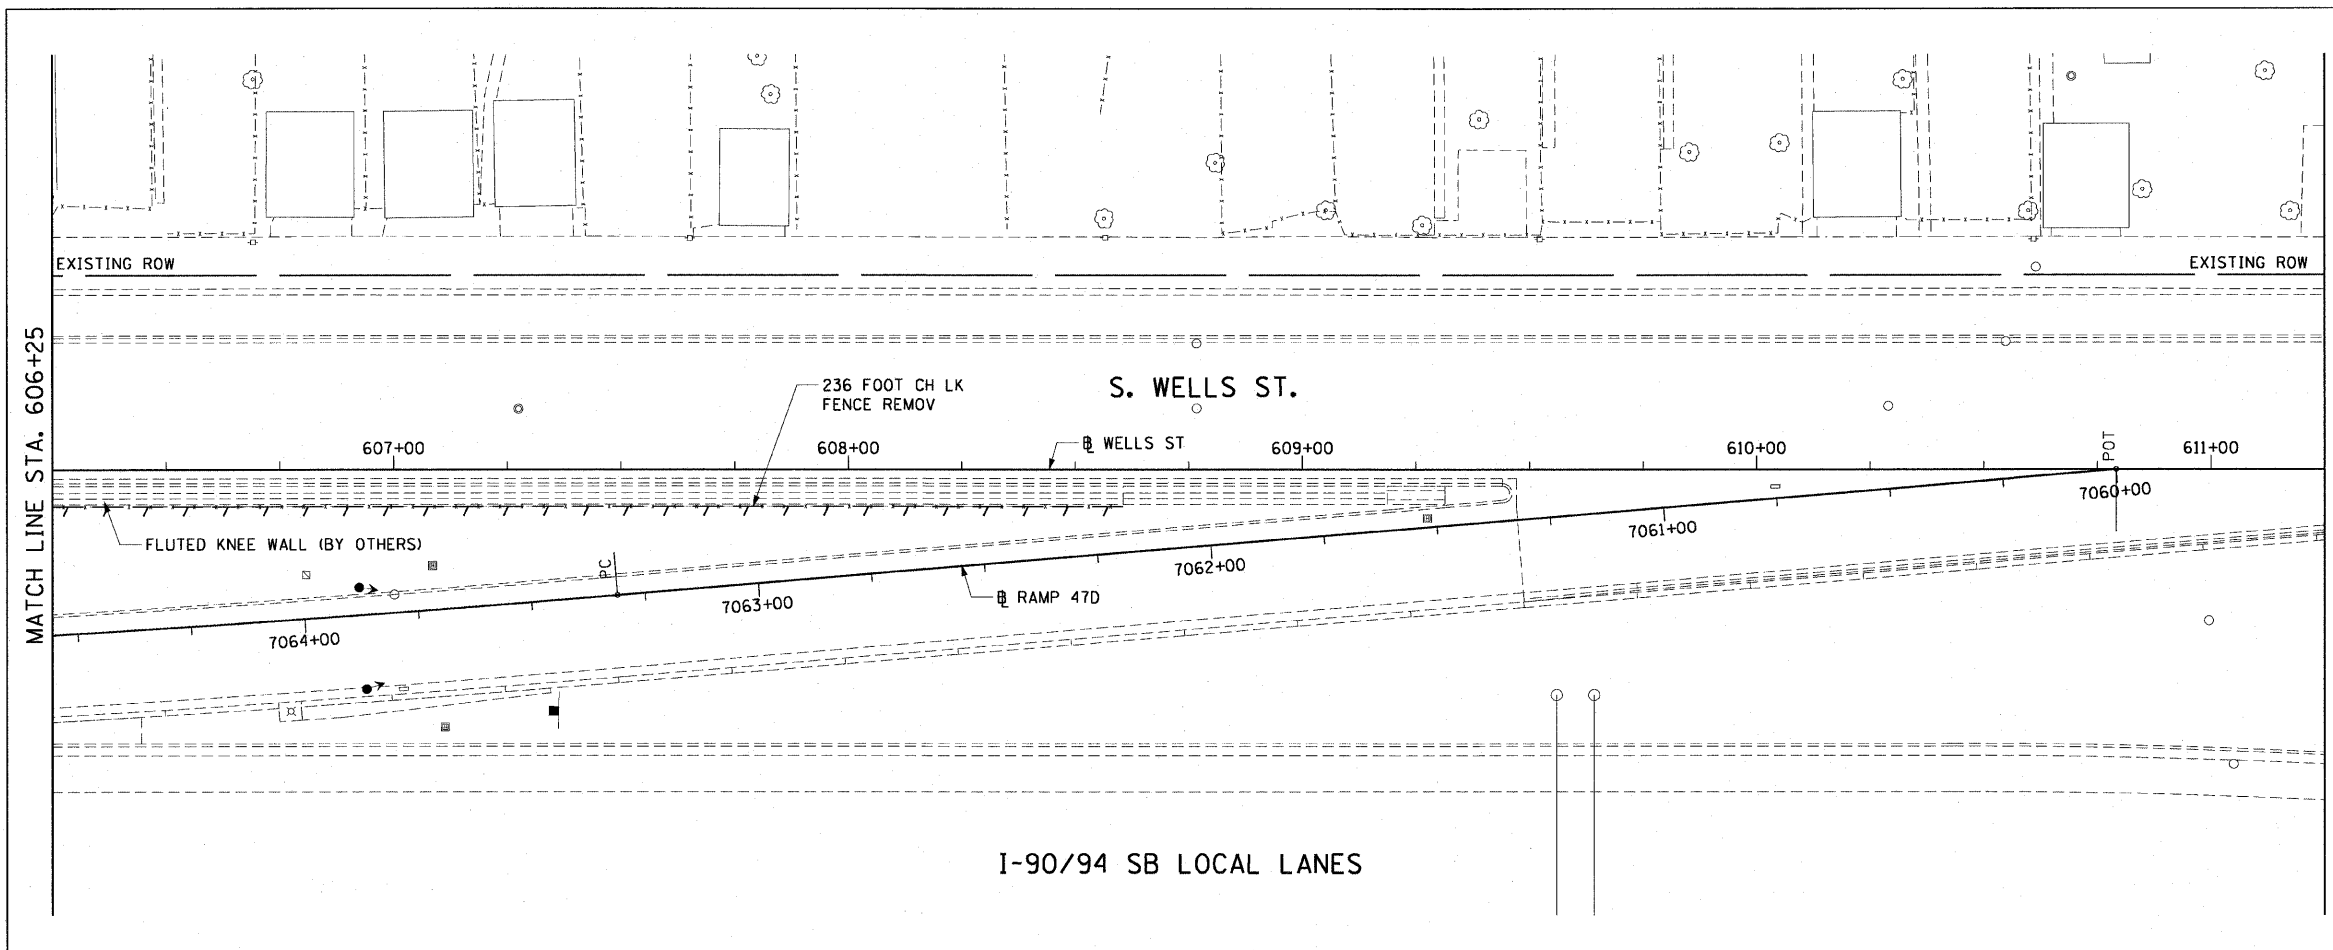 EXISTING ROW
EXISTING ROW
MATCH LINE STA. 606+25
236 FOOT CH LK
FENCE REMOV
S. WELLS ST.
607+00
608+00
℄ WELLS ST
609+00
610+00
POT
611+00
7060+00
7061+00
FLUTED KNEE WALL (BY OTHERS)
PC
7062+00
7063+00
℄ RAMP 47D
7064+00
I-90/94 SB LOCAL LANES